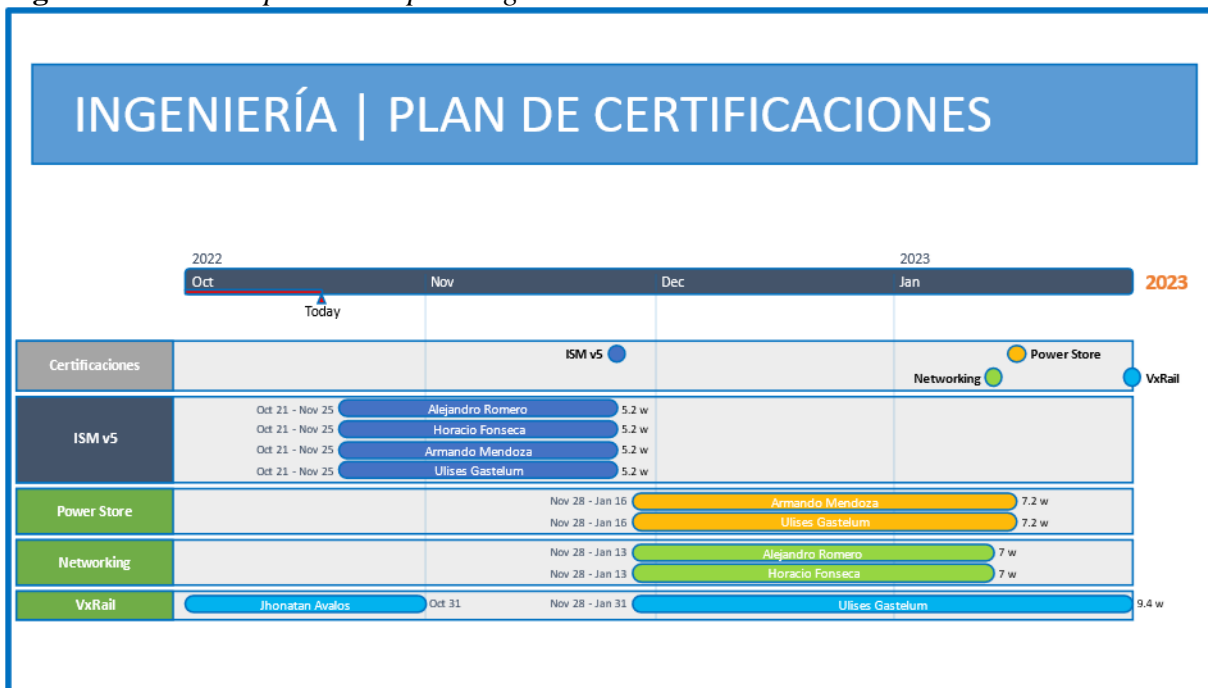 INGENIERÍA | PLAN DE CERTIFICACIONES
2022
2023
Oct
Nov
Dec
Jan
2023
Today
Certificaciones
ISM v5
Power Store
Networking
VxRail
ISM v5
Oct 21 - Nov 25 Alejandro Romero 5.2 w
Oct 21 - Nov 25 Horacio Fonseca 5.2 w
Oct 21 - Nov 25 Armando Mendoza 5.2 w
Oct 21 - Nov 25 Ulises Gastelum 5.2 w
Power Store
Nov 28 - Jan 16 Armando Mendoza 7.2 w
Nov 28 - Jan 16 Ulises Gastelum 7.2 w
Networking
Nov 28 - Jan 13 Alejandro Romero 7 w
Nov 28 - Jan 13 Horacio Fonseca 7 w
VxRail
Jhonatan Avalos Oct 31
Nov 28 - Jan 31 Ulises Gastelum 9.4 w